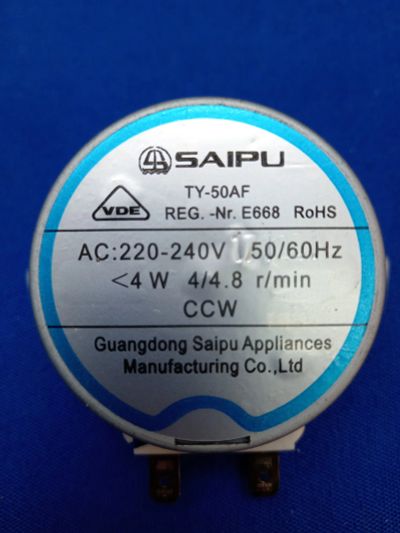 SAIPU
TY-50AF
VDE REG. -Nr. E668 RoHS
AC:220-240V 50/60Hz
<4 W 4/4.8 r/min
CCW
Guangdong Saipu Appliances
Manufacturing Co.,Ltd